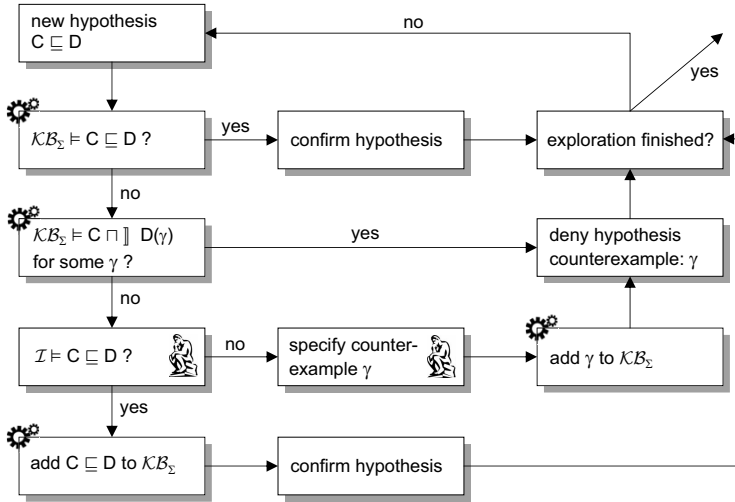 new hypothesis
C ⊑ D
no
yes
𝒦ℬ_Σ ⊨ C ⊑ D ?
yes
confirm hypothesis
exploration finished?
no
𝒦ℬ_Σ ⊨ C ⊓ ⟧ D(γ)
for some γ ?
yes
deny hypothesis
counterexample: γ
no
ℐ ⊨ C ⊑ D ?
no
specify counter-
example γ
add γ to 𝒦ℬ_Σ
yes
add C ⊑ D to 𝒦ℬ_Σ
confirm hypothesis